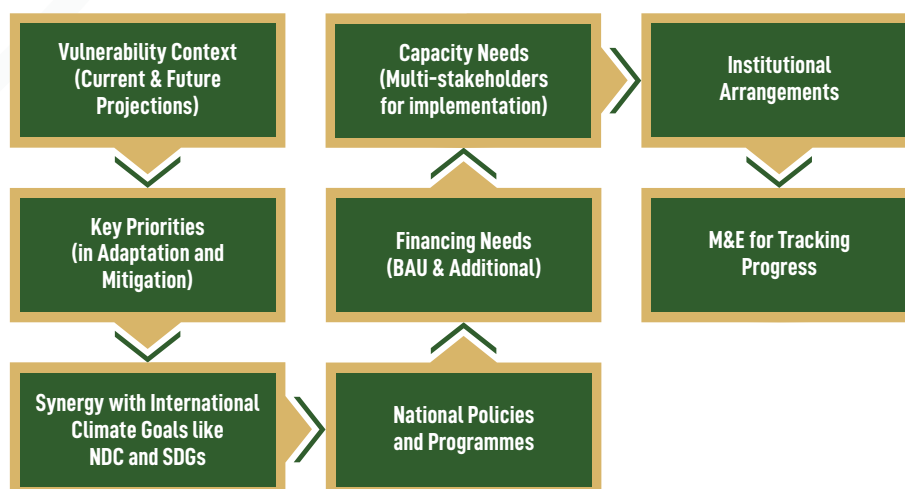 Vulnerability Context
(Current & Future
Projections)
Key Priorities
(in Adaptation and
Mitigation)
Synergy with International
Climate Goals like
NDC and SDGs
National Policies
and Programmes
Financing Needs
(BAU & Additional)
Capacity Needs
(Multi-stakeholders
for implementation)
Institutional
Arrangements
M&E for Tracking
Progress